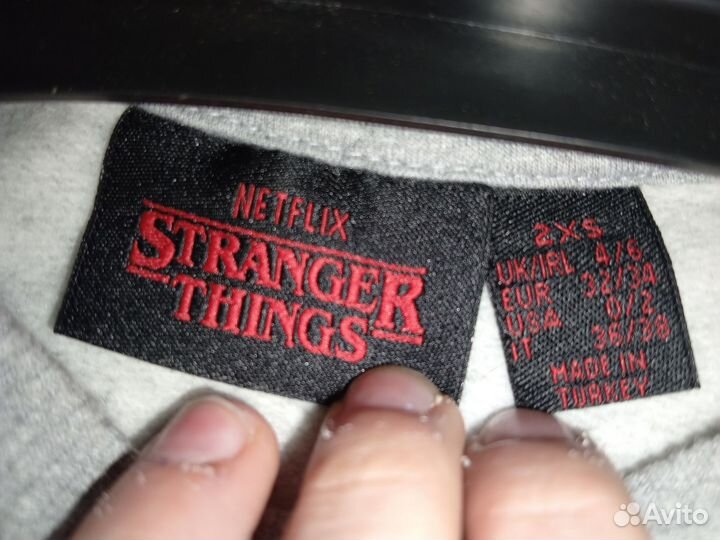 NETFLIX
STRANGER
THINGS
2XS
UK/IRL 4/6
EUR 32/34
USA 0/2
IT 36/38
MADE IN
TURKEY
Avito